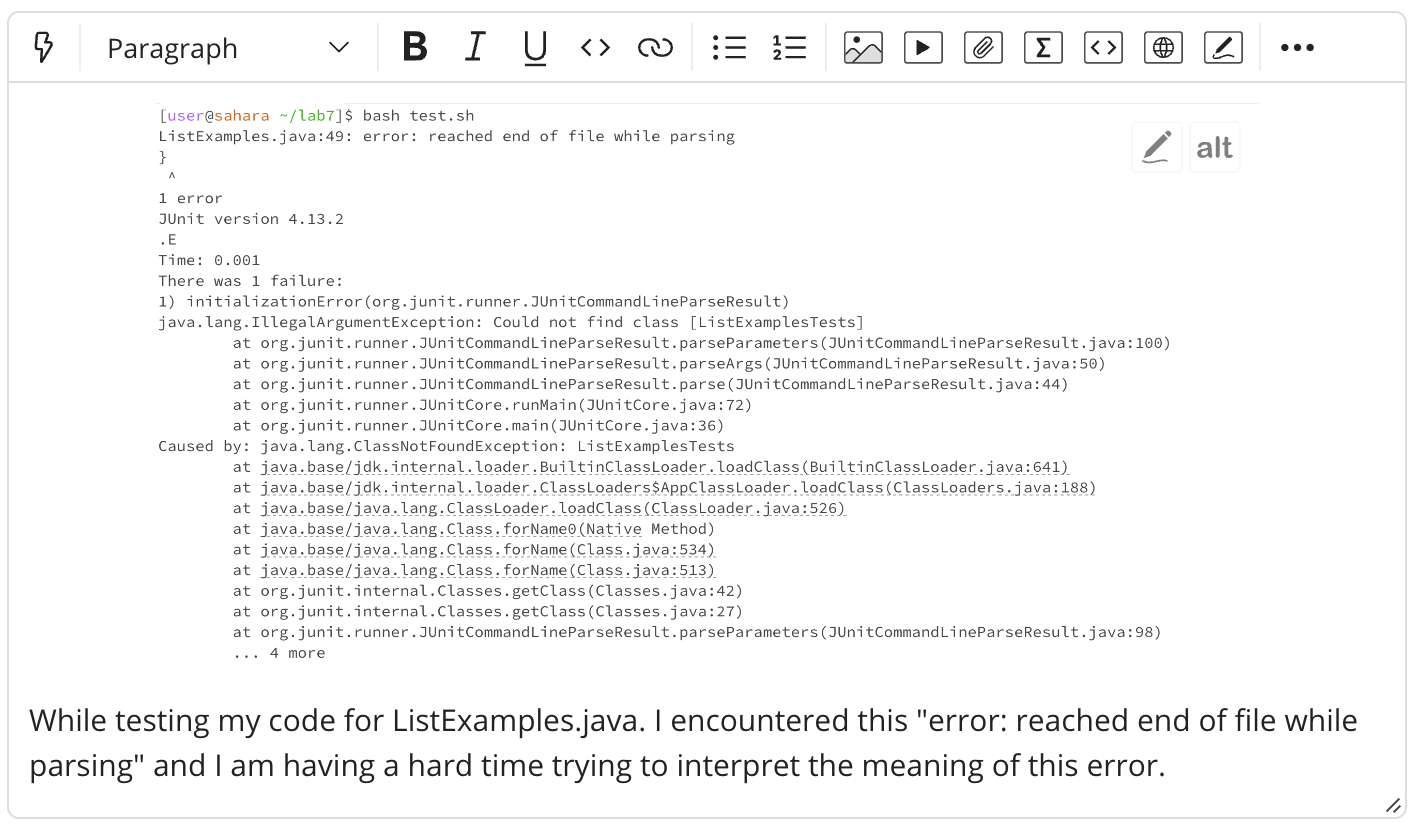 Paragraph
B I U
[user@sahara ~/lab7]$ bash test.sh
ListExamples.java:49: error: reached end of file while parsing
}
^
1 error
JUnit version 4.13.2
.E
Time: 0.001
There was 1 failure:
1) initializationError(org.junit.runner.JUnitCommandLineParseResult)
java.lang.IllegalArgumentException: Could not find class [ListExamplesTests]
at org.junit.runner.JUnitCommandLineParseResult.parseParameters(JUnitCommandLineParseResult.java:100)
at org.junit.runner.JUnitCommandLineParseResult.parseArgs(JUnitCommandLineParseResult.java:50)
at org.junit.runner.JUnitCommandLineParseResult.parse(JUnitCommandLineParseResult.java:44)
at org.junit.runner.JUnitCore.runMain(JUnitCore.java:72)
at org.junit.runner.JUnitCore.main(JUnitCore.java:36)
Caused by: java.lang.ClassNotFoundException: ListExamplesTests
at java.base/jdk.internal.loader.BuiltinClassLoader.loadClass(BuiltinClassLoader.java:641)
at java.base/jdk.internal.loader.ClassLoaders$AppClassLoader.loadClass(ClassLoaders.java:188)
at java.base/java.lang.ClassLoader.loadClass(ClassLoader.java:526)
at java.base/java.lang.Class.forName0(Native Method)
at java.base/java.lang.Class.forName(Class.java:534)
at java.base/java.lang.Class.forName(Class.java:513)
at org.junit.internal.Classes.getClass(Classes.java:42)
at org.junit.internal.Classes.getClass(Classes.java:27)
at org.junit.runner.JUnitCommandLineParseResult.parseParameters(JUnitCommandLineParseResult.java:98)
... 4 more
alt
While testing my code for ListExamples.java. I encountered this "error: reached end of file while
parsing" and I am having a hard time trying to interpret the meaning of this error.